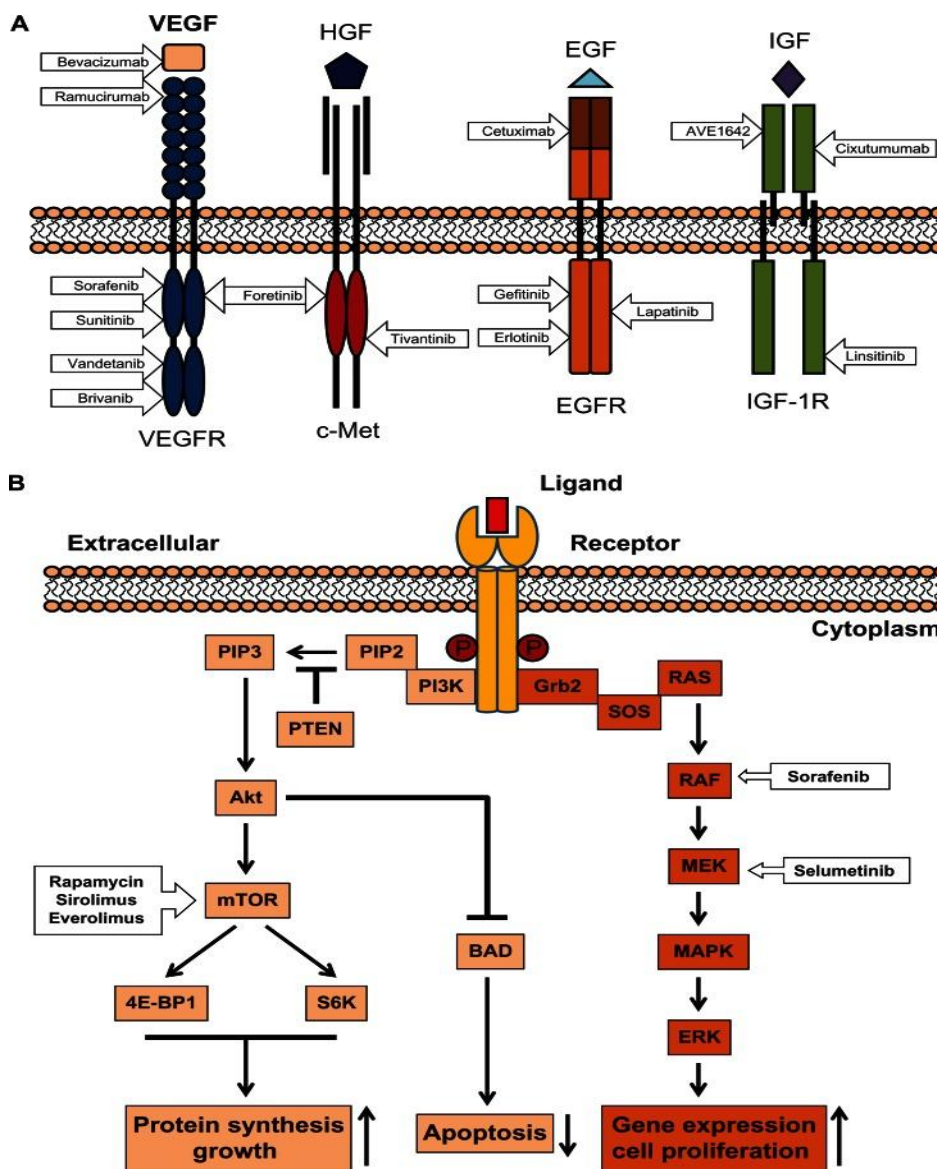 A
VEGF
HGF
EGF
IGF
Bevacizumab
Ramucirumab
Cetuximab
AVE1642
Cixutumumab
Sorafenib
Foretinib
Gefitinib
Lapatinib
Sunitinib
Tivantinib
Erlotinib
Vandetanib
Linsitinib
Brivanib
VEGFR
c-Met
EGFR
IGF-1R
B
Ligand
Extracellular
Receptor
Cytoplasm
P
P
PIP3
PIP2
PI3K
Grb2
RAS
SOS
PTEN
RAF
Sorafenib
Akt
MEK
Selumetinib
Rapamycin
Sirolimus
Everolimus
mTOR
BAD
MAPK
4E-BP1
S6K
ERK
Protein synthesis
growth
Apoptosis
Gene expression
cell proliferation